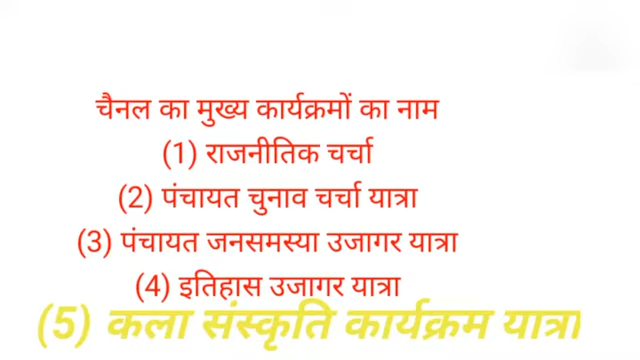 चैनल का मुख्य कार्यक्रमों का नाम
(1) राजनीतिक चर्चा
(2) पंचायत चुनाव चर्चा यात्रा
(3) पंचायत जनसमस्या उजागर यात्रा
(4) इतिहास उजागर यात्रा
(5) कला संस्कृति कार्यक्रम यात्रा